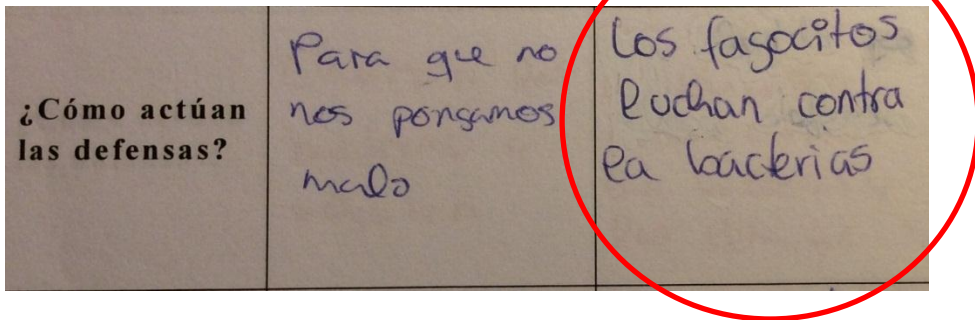 ¿Cómo actúan
las defensas?
Para que no
nos pongamos
malo
Los fagocitos
luchan contra
la bacterias